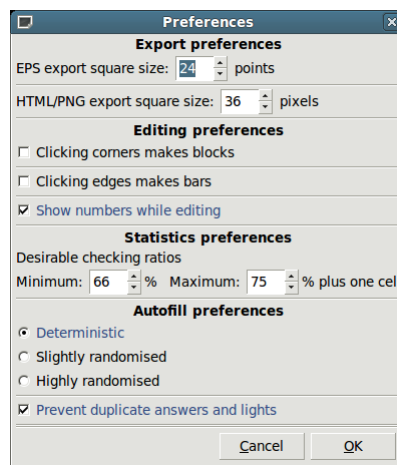 Preferences
Export preferences
EPS export square size: 24 points
HTML/PNG export square size: 36 pixels
Editing preferences
Clicking corners makes blocks
Clicking edges makes bars
Show numbers while editing
Statistics preferences
Desirable checking ratios
Minimum: 66 % Maximum: 75 % plus one cel
Autofill preferences
Deterministic
Slightly randomised
Highly randomised
Prevent duplicate answers and lights
Cancel OK